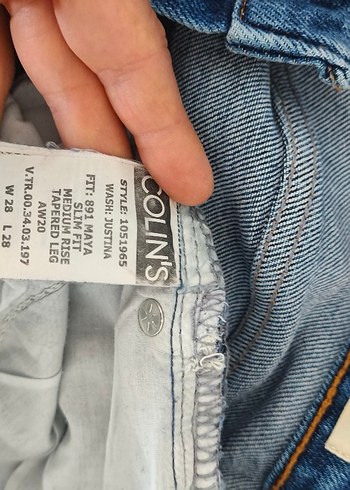 COLIN'S
STYLE: 1051965
WASH: JUSTINA
FIT: 891 MAYA
SLIM FIT
MEDIUM RISE
TAPERED LEG
AW20
V.TR.00.34.03.197
W 28 L 28